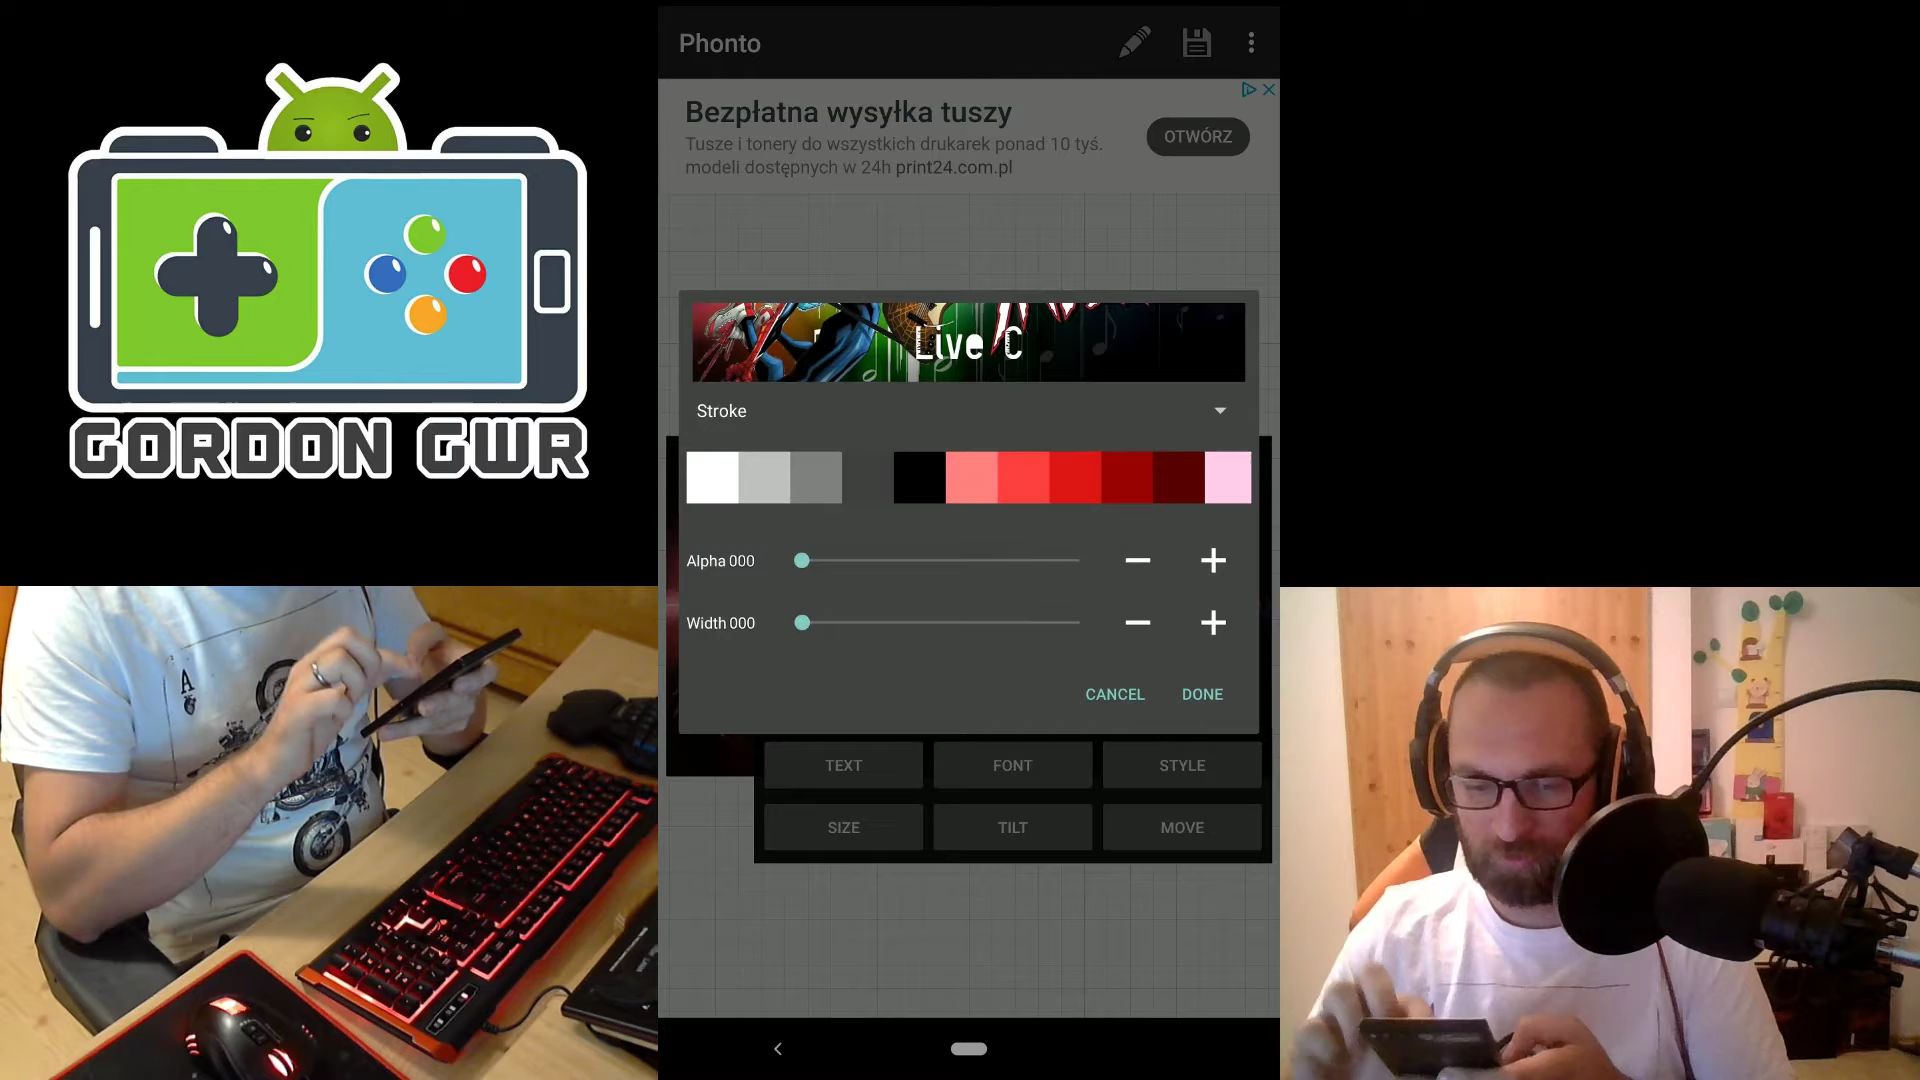 GORDON GWR
Phonto
Bezpłatna wysyłka tuszy
Tusze i tonery do wszystkich drukarek ponad 10 tyś.
modeli dostępnych w 24h print24.com.pl
OTWÓRZ
Live C
Stroke
Alpha 000
Width 000
CANCEL DONE
TEXT FONT STYLE
SIZE TILT MOVE
A